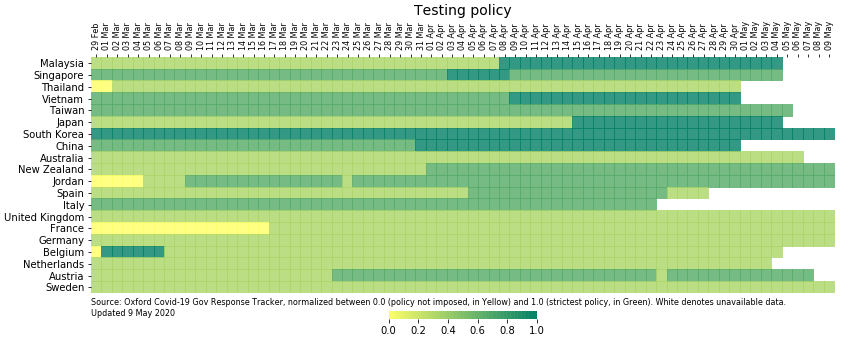 Testing policy
29 Feb
01 Mar
02 Mar
03 Mar
04 Mar
05 Mar
06 Mar
07 Mar
08 Mar
09 Mar
10 Mar
11 Mar
12 Mar
13 Mar
14 Mar
15 Mar
16 Mar
17 Mar
18 Mar
19 Mar
20 Mar
21 Mar
22 Mar
23 Mar
24 Mar
25 Mar
26 Mar
27 Mar
28 Mar
29 Mar
30 Mar
31 Mar
01 Apr
02 Apr
03 Apr
04 Apr
05 Apr
06 Apr
07 Apr
08 Apr
09 Apr
10 Apr
11 Apr
12 Apr
13 Apr
14 Apr
15 Apr
16 Apr
17 Apr
18 Apr
19 Apr
20 Apr
21 Apr
22 Apr
23 Apr
24 Apr
25 Apr
26 Apr
27 Apr
28 Apr
29 Apr
30 Apr
01 May
02 May
03 May
04 May
05 May
06 May
07 May
08 May
09 May
Malaysia
Singapore
Thailand
Vietnam
Taiwan
Japan
South Korea
China
Australia
New Zealand
Jordan
Spain
Italy
United Kingdom
France
Germany
Belgium
Netherlands
Austria
Sweden
Source: Oxford Covid-19 Gov Response Tracker, normalized between 0.0 (policy not imposed, in Yellow) and 1.0 (strictest policy, in Green). White denotes unavailable data.
Updated 9 May 2020
0.0 0.2 0.4 0.6 0.8 1.0